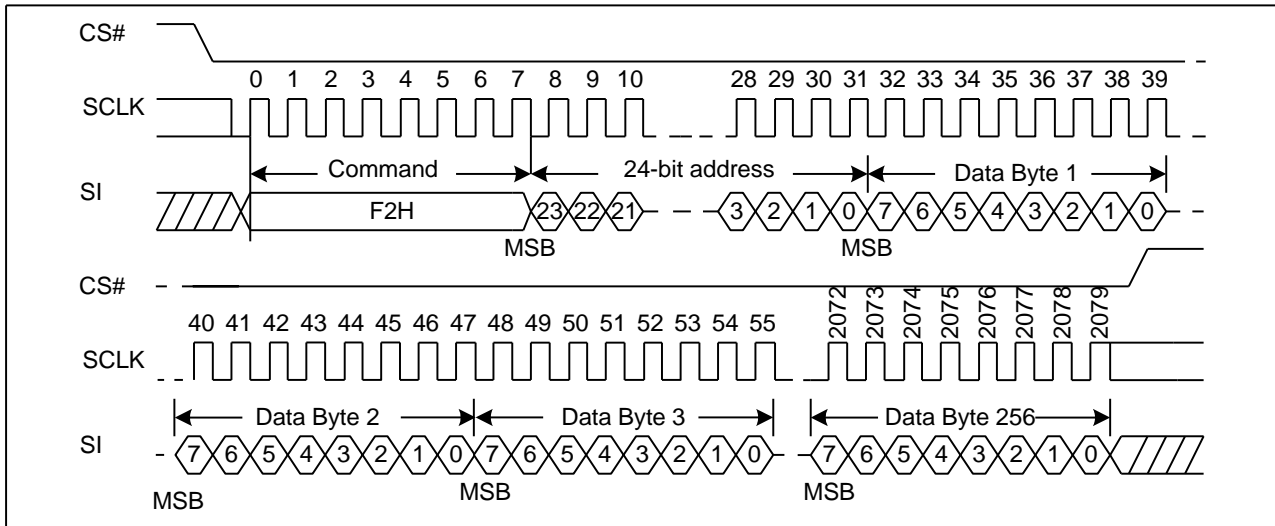 CS#
0 1 2 3 4 5 6 7 8 9 10 28 29 30 31 32 33 34 35 36 37 38 39
SCLK
Command 24-bit address Data Byte 1
SI
F2H 23 22 21 3 2 1 0 7 6 5 4 3 2 1 0
MSB MSB
CS#
40 41 42 43 44 45 46 47 48 49 50 51 52 53 54 55 2072 2073 2074 2075 2076 2077 2078 2079
SCLK
Data Byte 2 Data Byte 3 Data Byte 256
SI
7 6 5 4 3 2 1 0 7 6 5 4 3 2 1 0 7 6 5 4 3 2 1 0
MSB MSB MSB